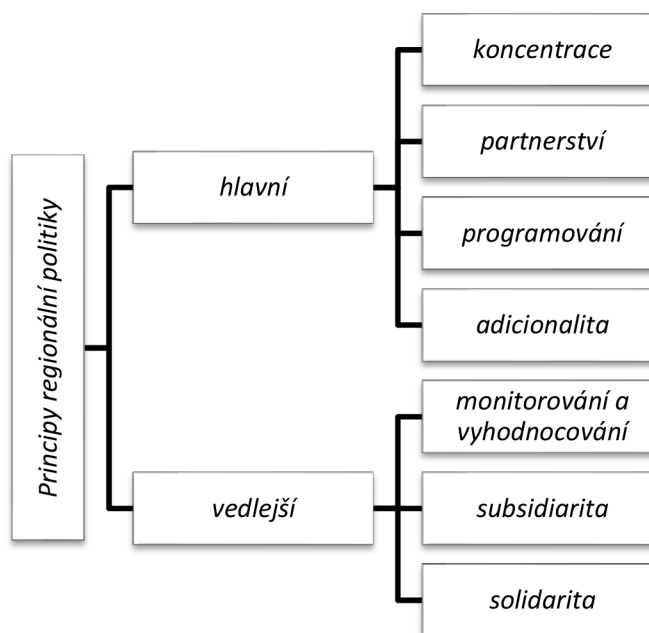 Principy regionální politiky
hlavní
koncentrace
partnerství
programování
adicionalita
vedlejší
monitorování a
vyhodnocování
subsidiarita
solidarita